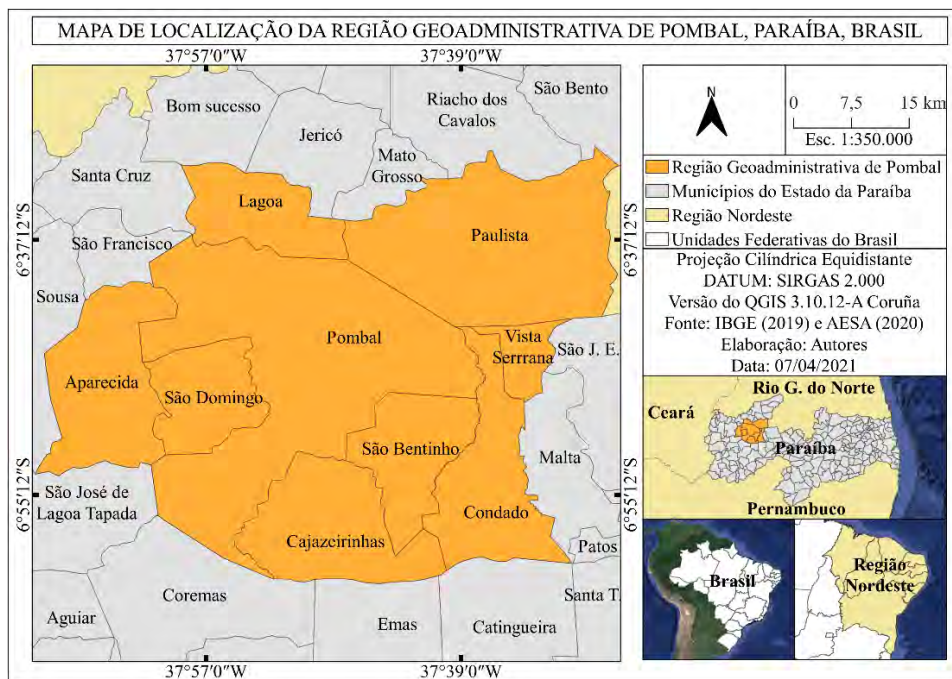 MAPA DE LOCALIZAÇÃO DA REGIÃO GEOADMINISTRATIVA DE POMBAL, PARAÍBA, BRASIL
37°57'0"W
37°39'0"W
São Bento
Bom sucesso
Riacho dos
Cavalos
Jericó
Mato
Grosso
Santa Cruz
Lagoa
Paulista
6°37'12"S
6°37'12"S
São Francisco
Sousa
Pombal
Vista
Serrrana
São J. E.
Aparecida
São Domingo
São Bentinho
Malta
6°55'12"S
6°55'12"S
São José de
Lagoa Tapada
Condado
Cajazeirinhas
Patos
Coremas
Santa T.
Aguiar
Emas
Catingueira
37°57'0"W
37°39'0"W
N
0 7,5 15 km
Esc. 1:350.000
Região Geoadministrativa de Pombal
Municípios do Estado da Paraíba
Região Nordeste
Unidades Federativas do Brasil
Projeção Cilíndrica Equidistante
DATUM: SIRGAS 2.000
Versão do QGIS 3.10.12-A Coruña
Fonte: IBGE (2019) e AESA (2020)
Elaboração: Autores
Data: 07/04/2021
Rio G. do Norte
Ceará
Paraíba
Pernambuco
Brasil
Região
Nordeste